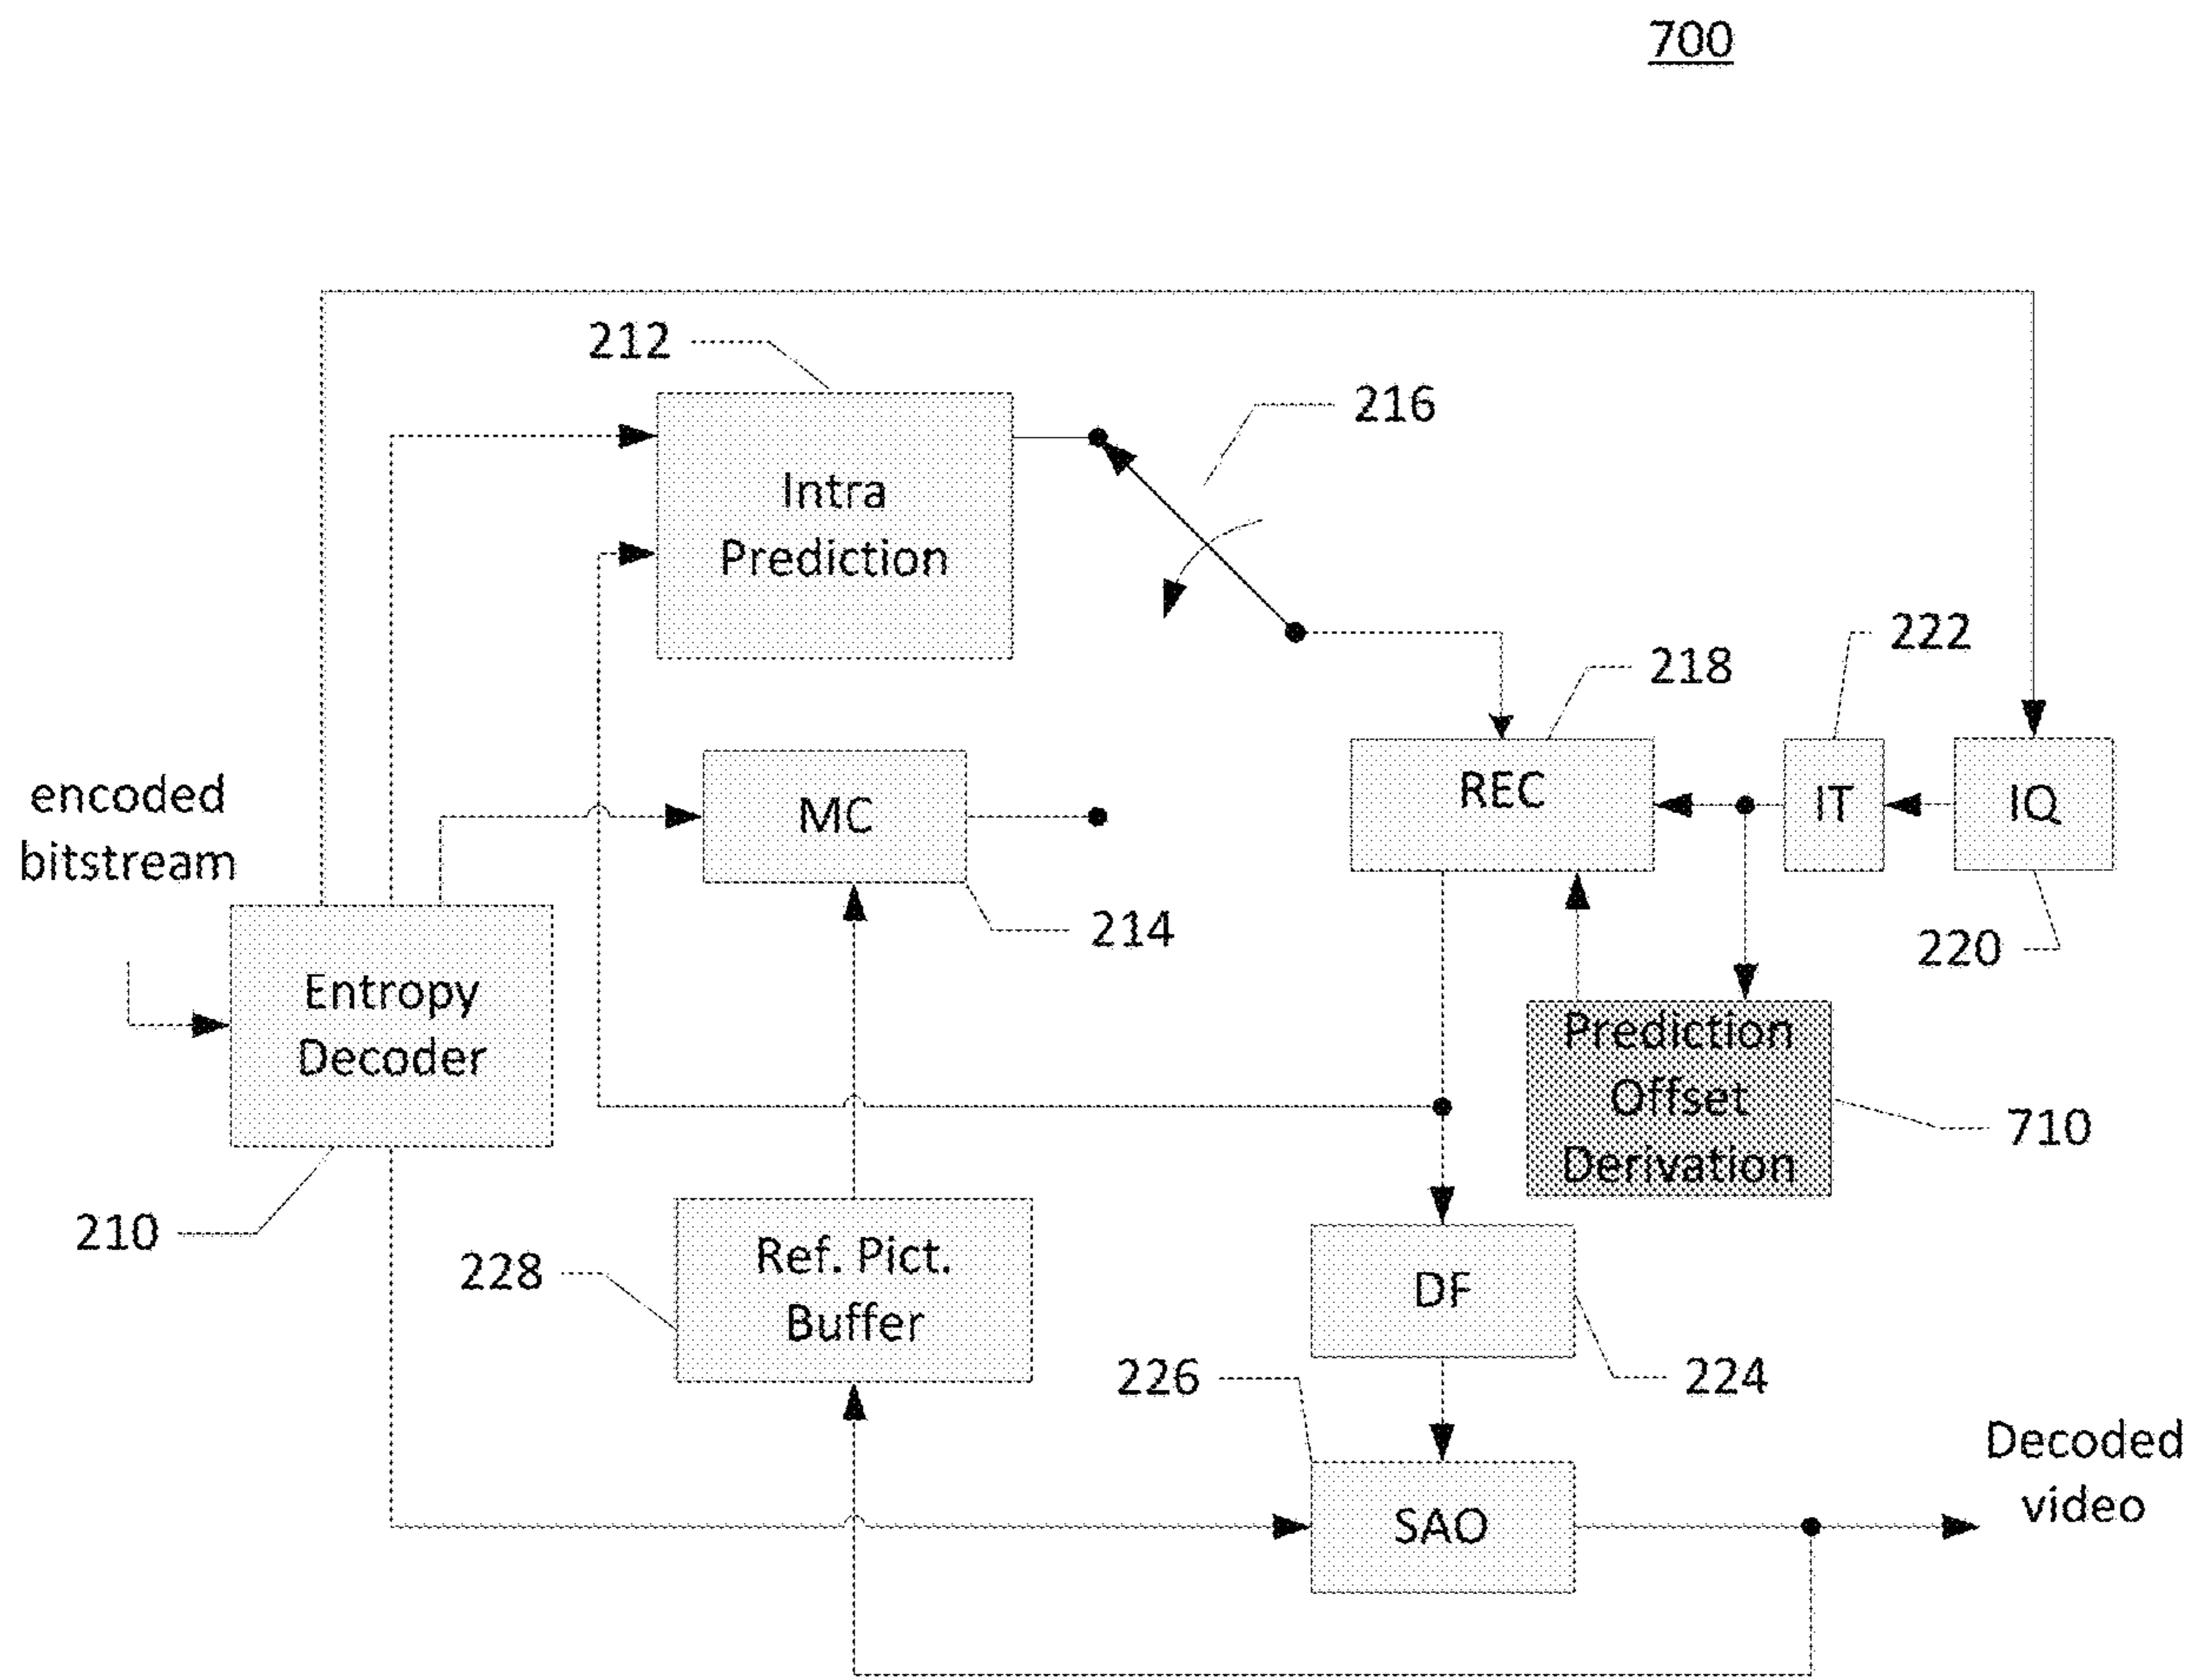 700
212
216
Intra
Prediction
222
218
encoded
bitstream
MC
REC
IT
IQ
214
220
Entropy
Decoder
Prediction
Offset
Derivation
710
210
228
Ref. Pict.
Buffer
DF
226
224
Decoded
video
SAO